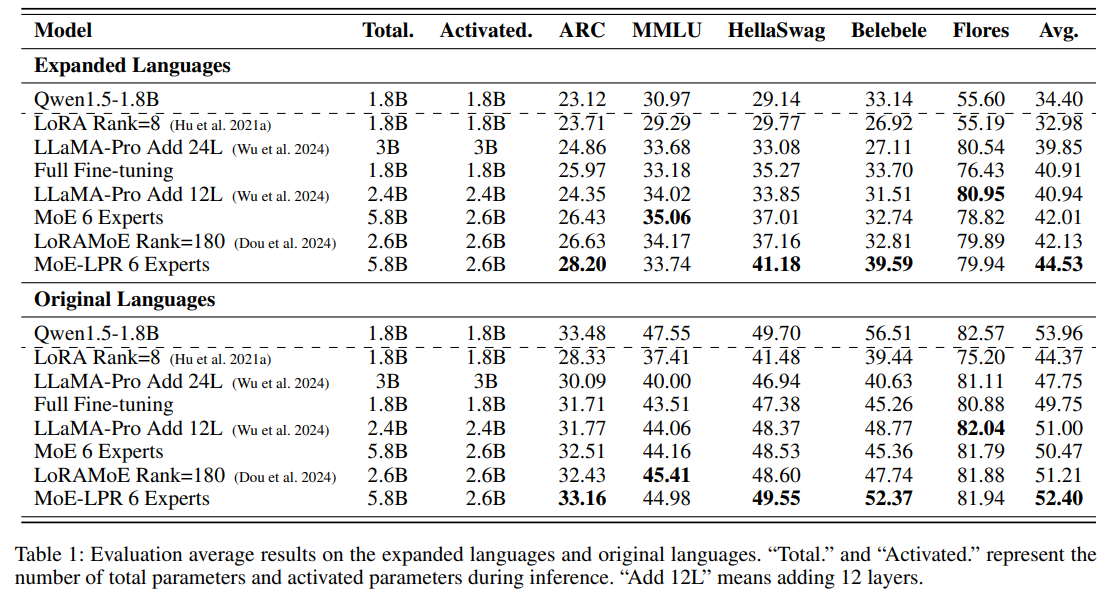 Model Total. Activated. ARC MMLU HellaSwag Belebele Flores Avg.
Expanded Languages
Qwen1.5-1.8B 1.8B 1.8B 23.12 30.97 29.14 33.14 55.60 34.40
LoRA Rank=8 (Hu et al. 2021a) 1.8B 1.8B 23.71 29.29 29.77 26.92 55.19 32.98
LLaMA-Pro Add 24L (Wu et al. 2024) 3B 3B 24.86 33.68 33.08 27.11 80.54 39.85
Full Fine-tuning 1.8B 1.8B 25.97 33.18 35.27 33.70 76.43 40.91
LLaMA-Pro Add 12L (Wu et al. 2024) 2.4B 2.4B 24.35 34.02 33.85 31.51 80.95 40.94
MoE 6 Experts 5.8B 2.6B 26.43 35.06 37.01 32.74 78.82 42.01
LoRAMoE Rank=180 (Dou et al. 2024) 2.6B 2.6B 26.63 34.17 37.16 32.81 79.89 42.13
MoE-LPR 6 Experts 5.8B 2.6B 28.20 33.74 41.18 39.59 79.94 44.53
Original Languages
Qwen1.5-1.8B 1.8B 1.8B 33.48 47.55 49.70 56.51 82.57 53.96
LoRA Rank=8 (Hu et al. 2021a) 1.8B 1.8B 28.33 37.41 41.48 39.44 75.20 44.37
LLaMA-Pro Add 24L (Wu et al. 2024) 3B 3B 30.09 40.00 46.94 40.63 81.11 47.75
Full Fine-tuning 1.8B 1.8B 31.71 43.51 47.38 45.26 80.88 49.75
LLaMA-Pro Add 12L (Wu et al. 2024) 2.4B 2.4B 31.77 44.06 48.37 48.77 82.04 51.00
MoE 6 Experts 5.8B 2.6B 32.51 44.16 48.53 45.36 81.79 50.47
LoRAMoE Rank=180 (Dou et al. 2024) 2.6B 2.6B 32.43 45.41 48.60 47.74 81.88 51.21
MoE-LPR 6 Experts 5.8B 2.6B 33.16 44.98 49.55 52.37 81.94 52.40
Table 1: Evaluation average results on the expanded languages and original languages. “Total.” and “Activated.” represent the
number of total parameters and activated parameters during inference. “Add 12L” means adding 12 layers.